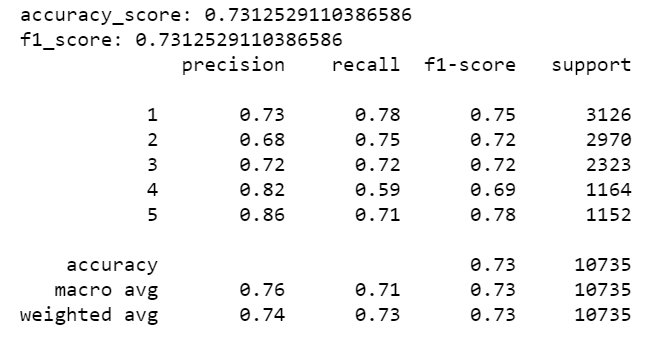 accuracy_score: 0.7312529110386586
f1_score: 0.7312529110386586
precision recall f1-score support
1 0.73 0.78 0.75 3126
2 0.68 0.75 0.72 2970
3 0.72 0.72 0.72 2323
4 0.82 0.59 0.69 1164
5 0.86 0.71 0.78 1152
accuracy 0.73 10735
macro avg 0.76 0.71 0.73 10735
weighted avg 0.74 0.73 0.73 10735